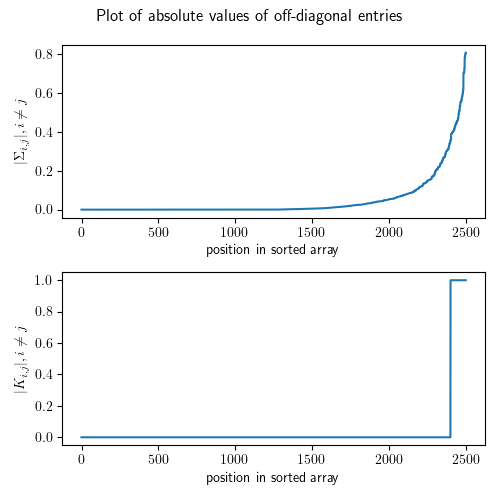 Plot of absolute values of off-diagonal entries
|Σ_{i,j}|, i ≠ j
0.8
0.6
0.4
0.2
0.0
0 500 1000 1500 2000 2500
position in sorted array
|K_{i,j}|, i ≠ j
1.0
0.8
0.6
0.4
0.2
0.0
0 500 1000 1500 2000 2500
position in sorted array